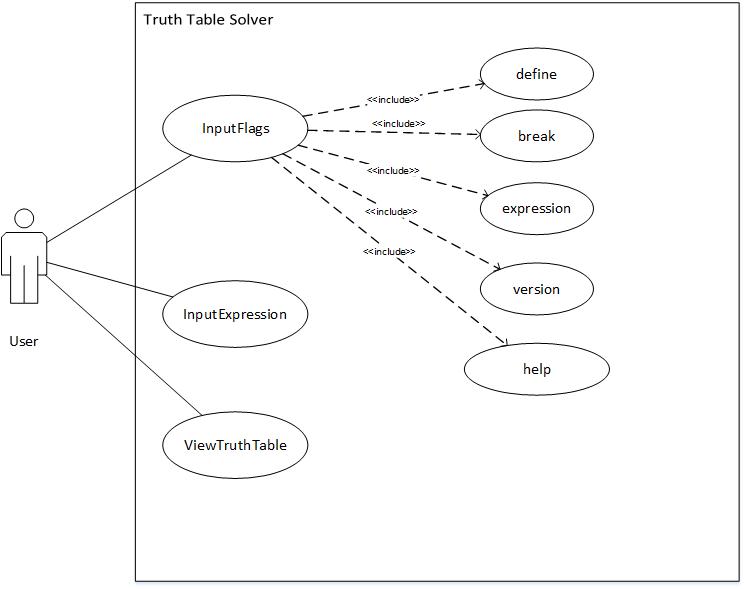 Truth Table Solver
define
<<include>>
InputFlags
<<include>>
break
<<include>>
expression
<<include>>
<<include>>
version
InputExpression
User
help
ViewTruthTable